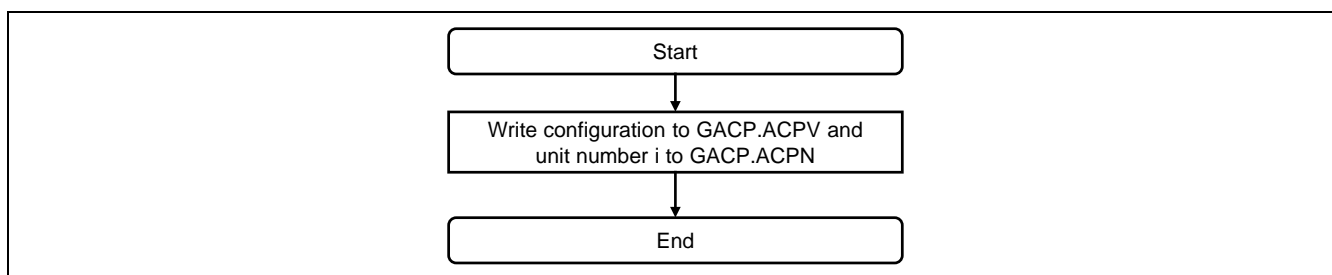 Start
Write configuration to GACP.ACPV and
unit number i to GACP.ACPN
End